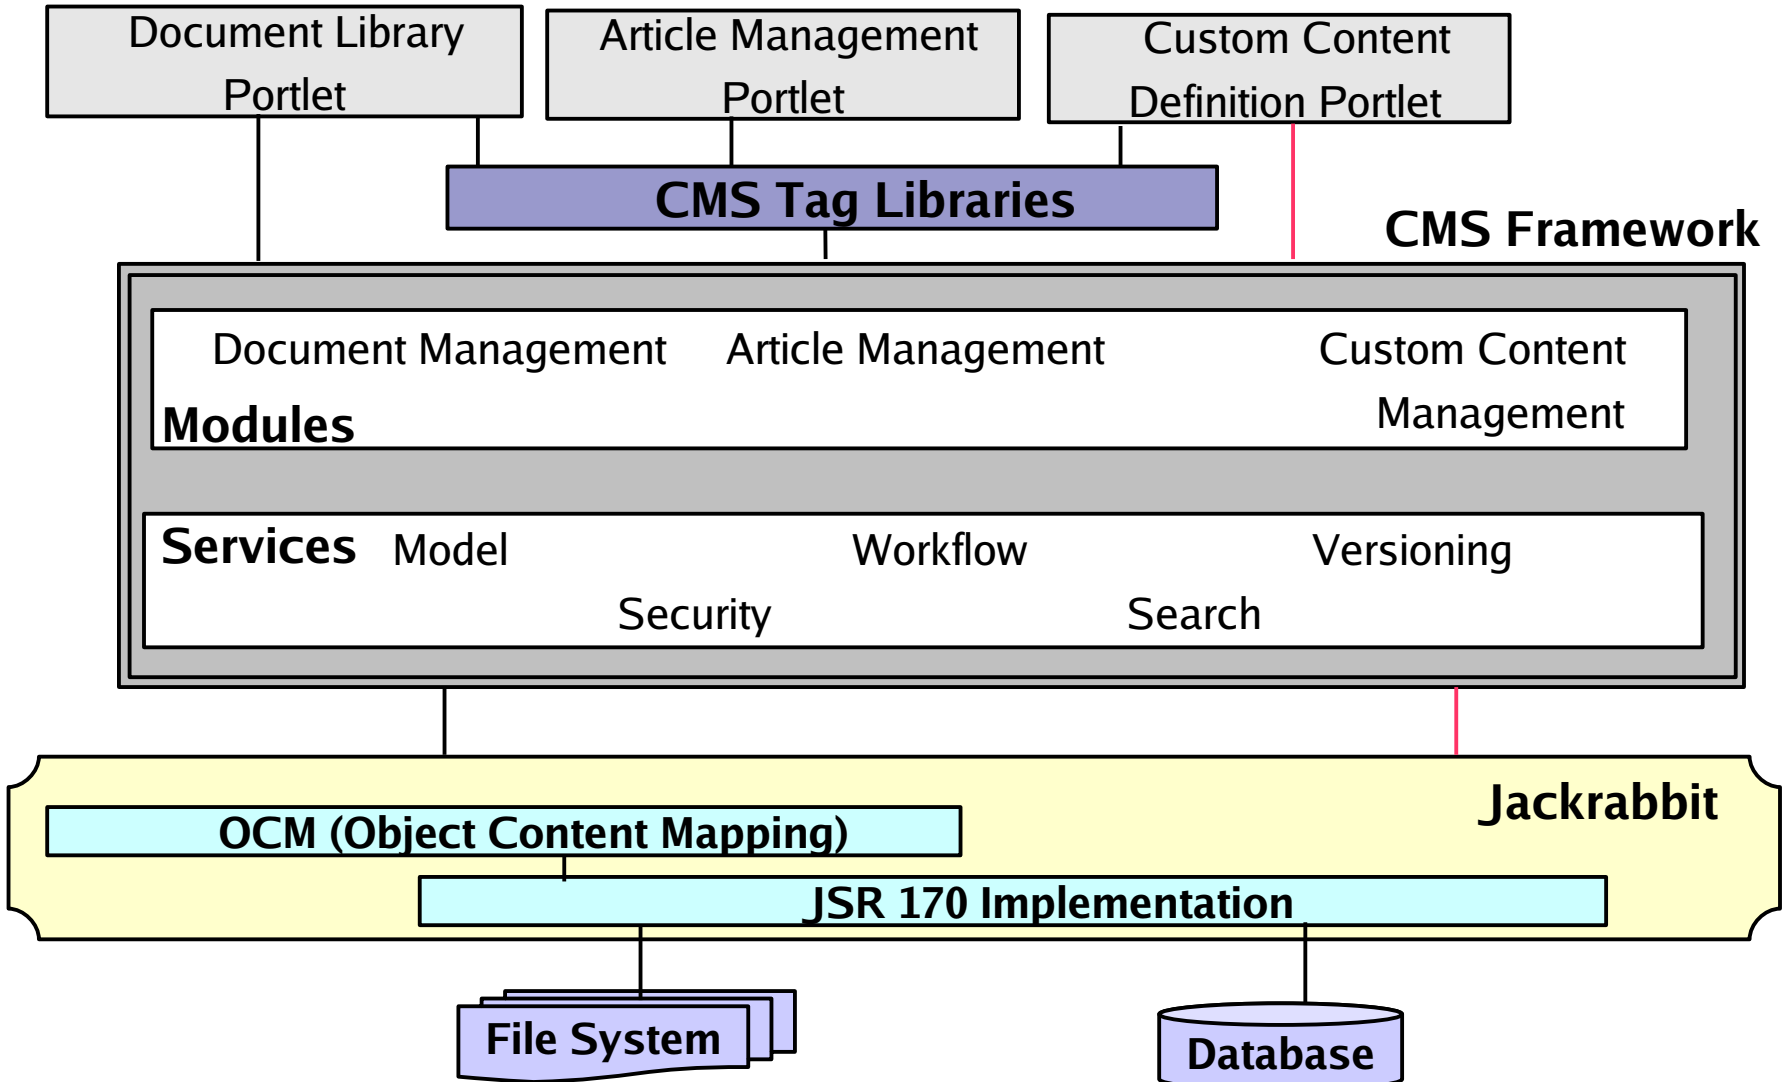 Document Library
Portlet
Article Management
Portlet
Custom Content
Definition Portlet
CMS Tag Libraries
CMS Framework
Document Management
Article Management
Custom Content
Management
Modules
Services
Model
Workflow
Versioning
Security
Search
Jackrabbit
OCM (Object Content Mapping)
JSR 170 Implementation
File System
Database